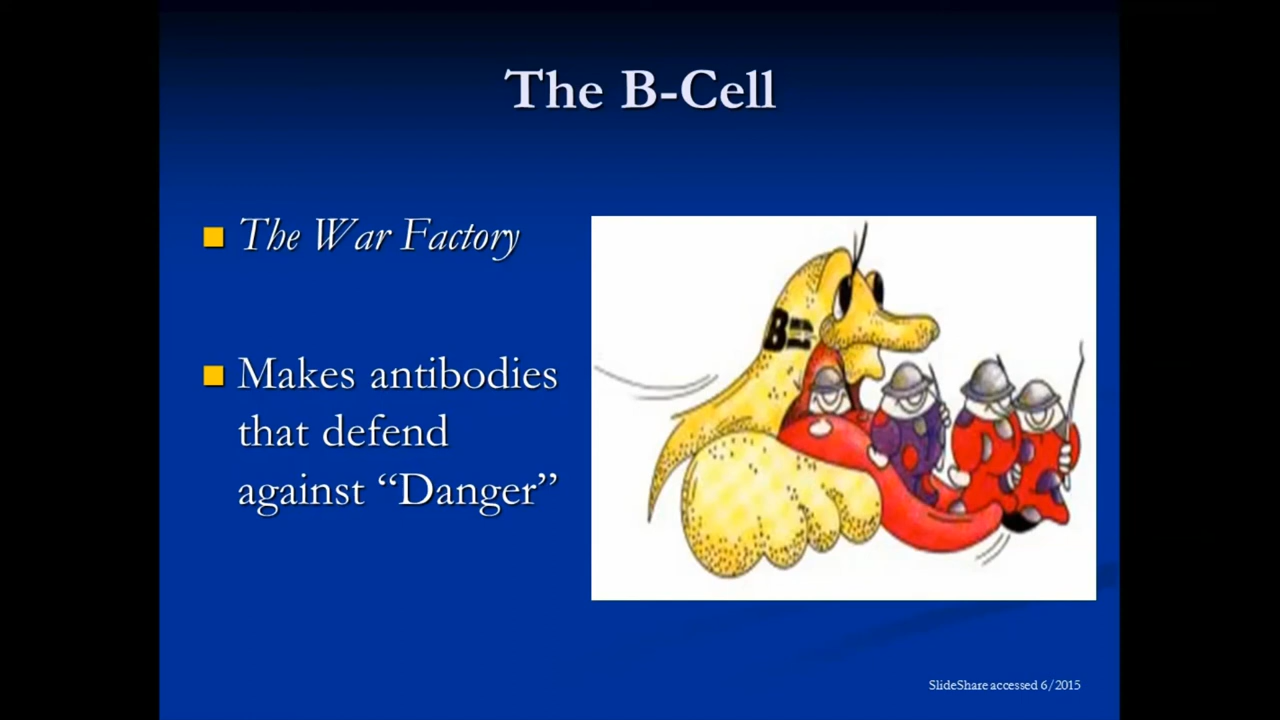 The B-Cell
The War Factory
Makes antibodies
that defend
against “Danger”
B
SlideShare accessed 6/2015